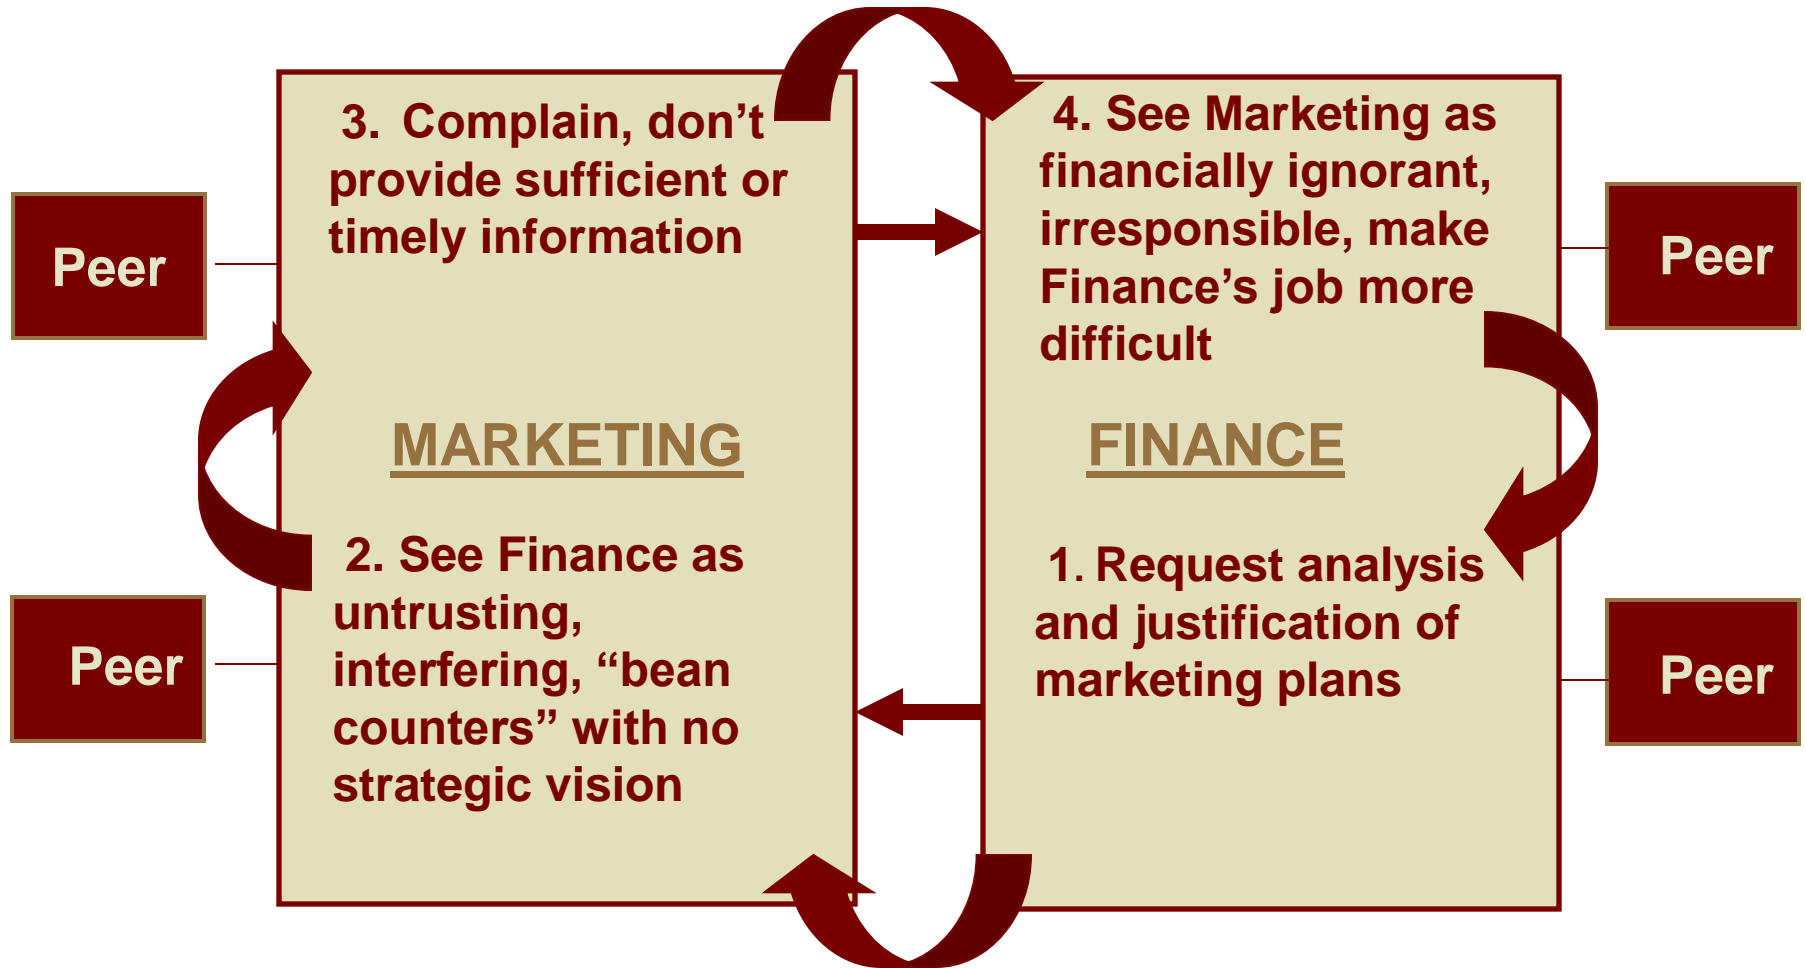 Peer
Peer
3. Complain, don’t
provide sufficient or
timely information
MARKETING
2. See Finance as
untrusting,
interfering, “bean
counters” with no
strategic vision
4. See Marketing as
financially ignorant,
irresponsible, make
Finance’s job more
difficult
FINANCE
1. Request analysis
and justification of
marketing plans
Peer
Peer